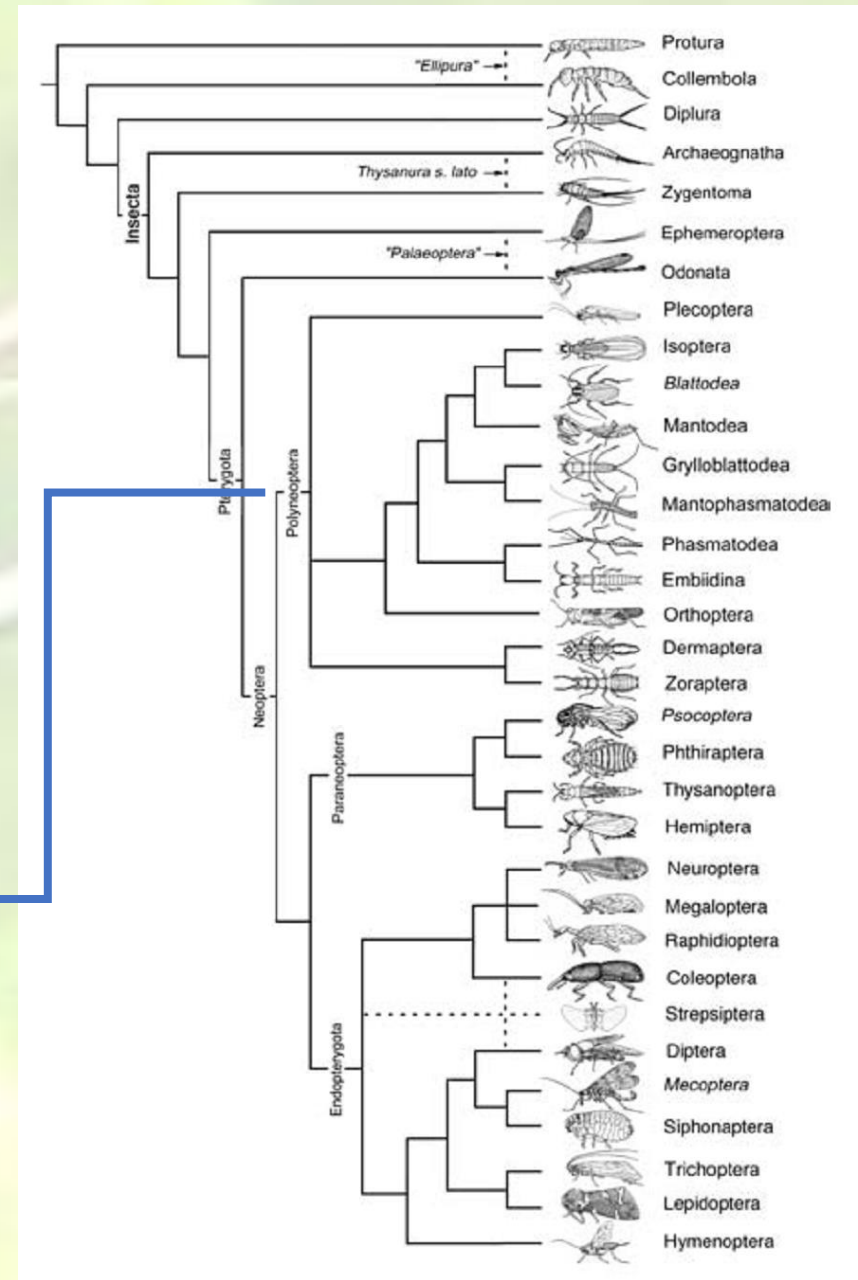 Protura
"Ellipura"
Collembola
Diplura
Archaeognatha
Thysanura s. lato
Zygentoma
Insecta
Ephemeroptera
"Palaeoptera"
Odonata
Plecoptera
Isoptera
Blattodea
Mantodea
Grylloblattodea
Pterygota
Polyneoptera
Mantophasmatodea
Phasmatodea
Embiidina
Orthoptera
Dermaptera
Zoraptera
Neoptera
Psocoptera
Phthiraptera
Paraneoptera
Thysanoptera
Hemiptera
Neuroptera
Megaloptera
Raphidioptera
Coleoptera
Strepsiptera
Endopterygota
Diptera
Mecoptera
Siphonaptera
Trichoptera
Lepidoptera
Hymenoptera